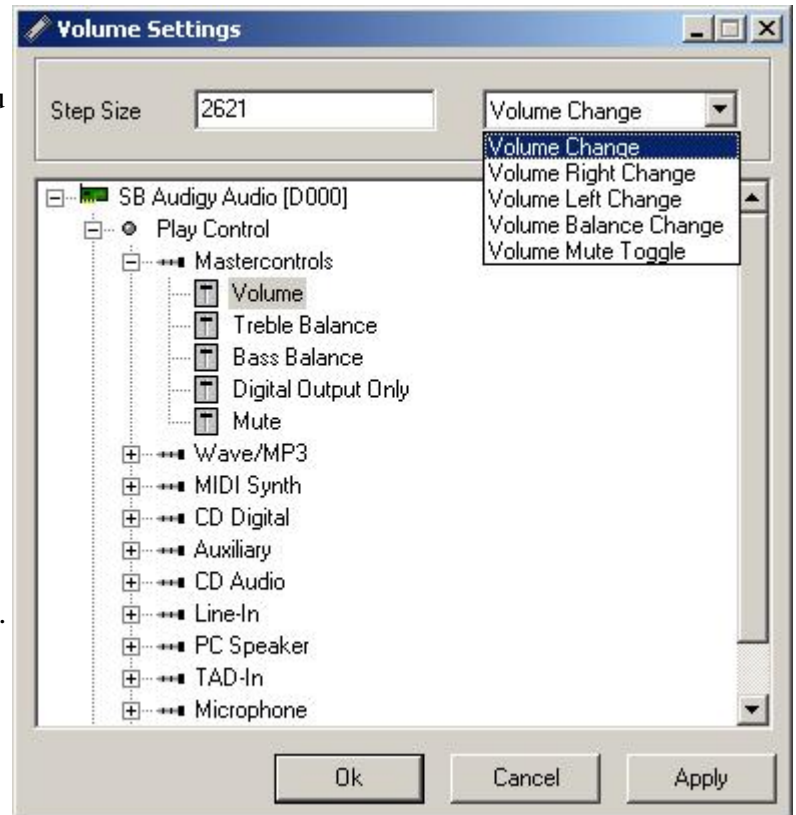 Volume Settings
Step Size 2621 Volume Change
Volume Change
Volume Right Change
Volume Left Change
Volume Balance Change
Volume Mute Toggle
SB Audigy Audio [D000]
Play Control
Mastercontrols
Volume
Treble Balance
Bass Balance
Digital Output Only
Mute
Wave/MP3
MIDI Synth
CD Digital
Auxiliary
CD Audio
Line-In
PC Speaker
TAD-In
Microphone
Ok Cancel Apply